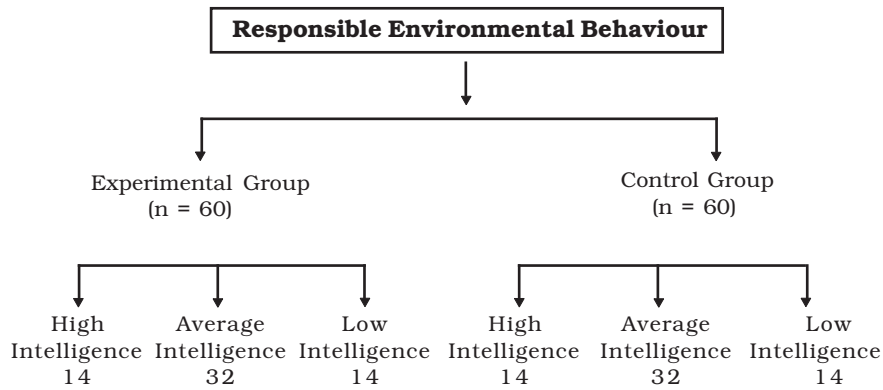 Responsible Environmental Behaviour
Experimental Group
(n = 60)
Control Group
(n = 60)
High
Intelligence
14
Average
Intelligence
32
Low
Intelligence
14
High
Intelligence
14
Average
Intelligence
32
Low
Intelligence
14